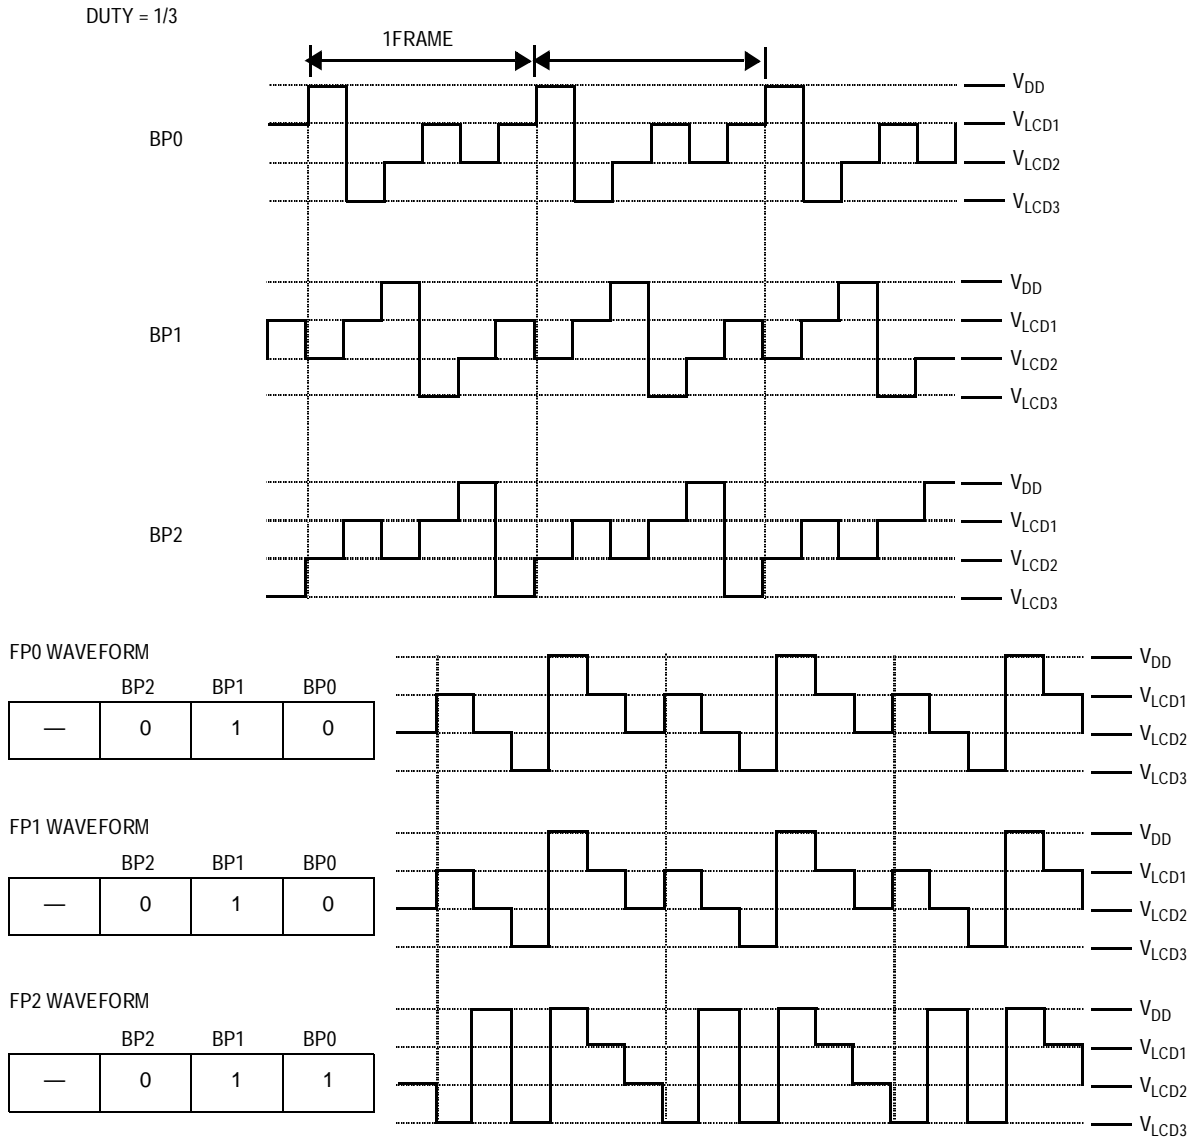 DUTY = 1/3
1FRAME
BP0
VDD
VLCD1
VLCD2
VLCD3
BP1
VDD
VLCD1
VLCD2
VLCD3
BP2
VDD
VLCD1
VLCD2
VLCD3
FP0 WAVEFORM
BP2 BP1 BP0
— 0 1 0
VDD
VLCD1
VLCD2
VLCD3
FP1 WAVEFORM
BP2 BP1 BP0
— 0 1 0
VDD
VLCD1
VLCD2
VLCD3
FP2 WAVEFORM
BP2 BP1 BP0
— 0 1 1
VDD
VLCD1
VLCD2
VLCD3